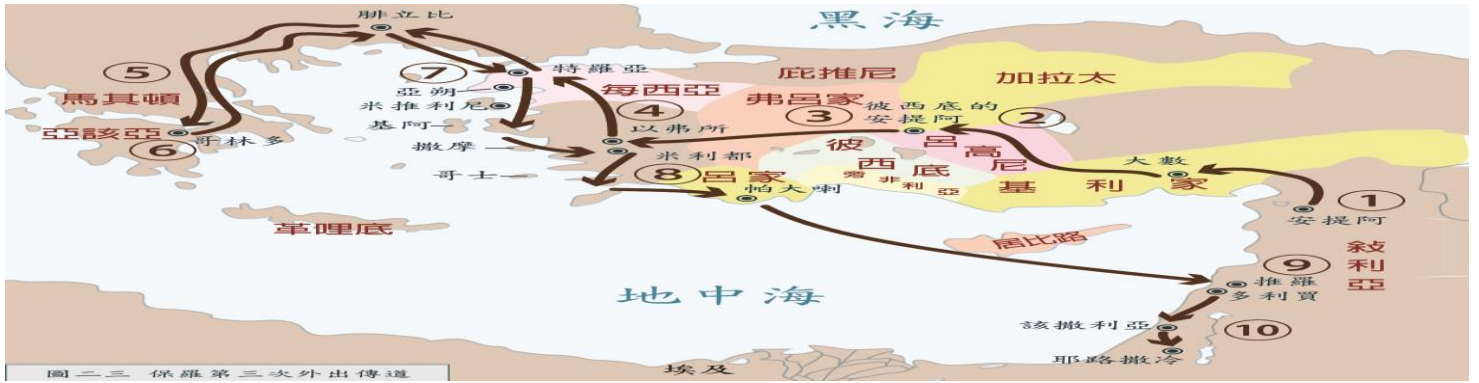 黑海
腓立比
⑤
馬其頓
亞該亞
⑥
哥林多
⑦
特羅亞
亞朔
米推利尼
基阿
撒摩
哥士
每西亞
庇推尼
加拉太
弗呂家
③
彼西底的
安提阿
②
④
以弗所
米利都
⑧
呂家
帕大喇
彼西底
旁非利亞
呂高尼
大數
基利家
①
安提阿
革哩底
居比路
敍利亞
⑨
推羅
多利買
地中海
該撒利亞
⑩
耶路撒冷
埃及
圖二三 保羅第三次外出傳道